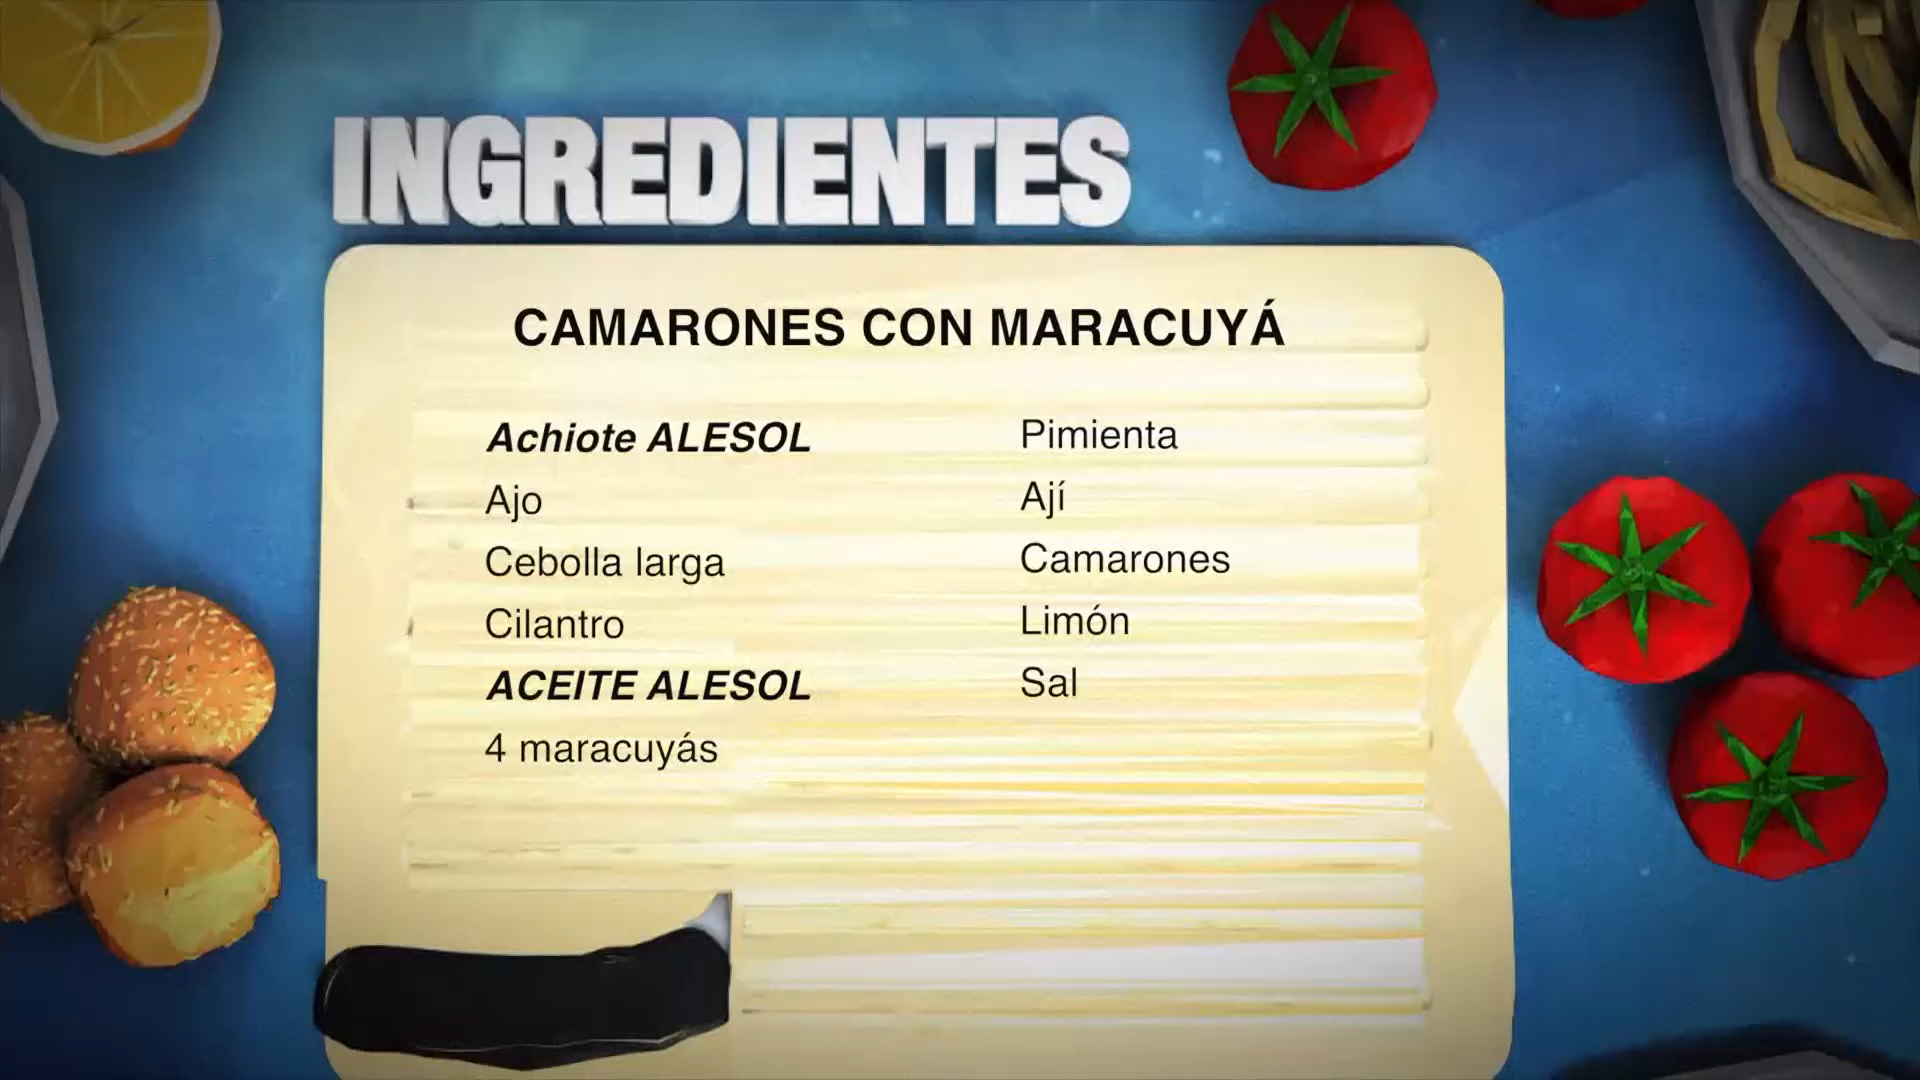 INGREDIENTES
CAMARONES CON MARACUYÁ
Achiote ALESOL
Ajo
Cebolla larga
Cilantro
ACEITE ALESOL
4 maracuyás
Pimienta
Ají
Camarones
Limón
Sal